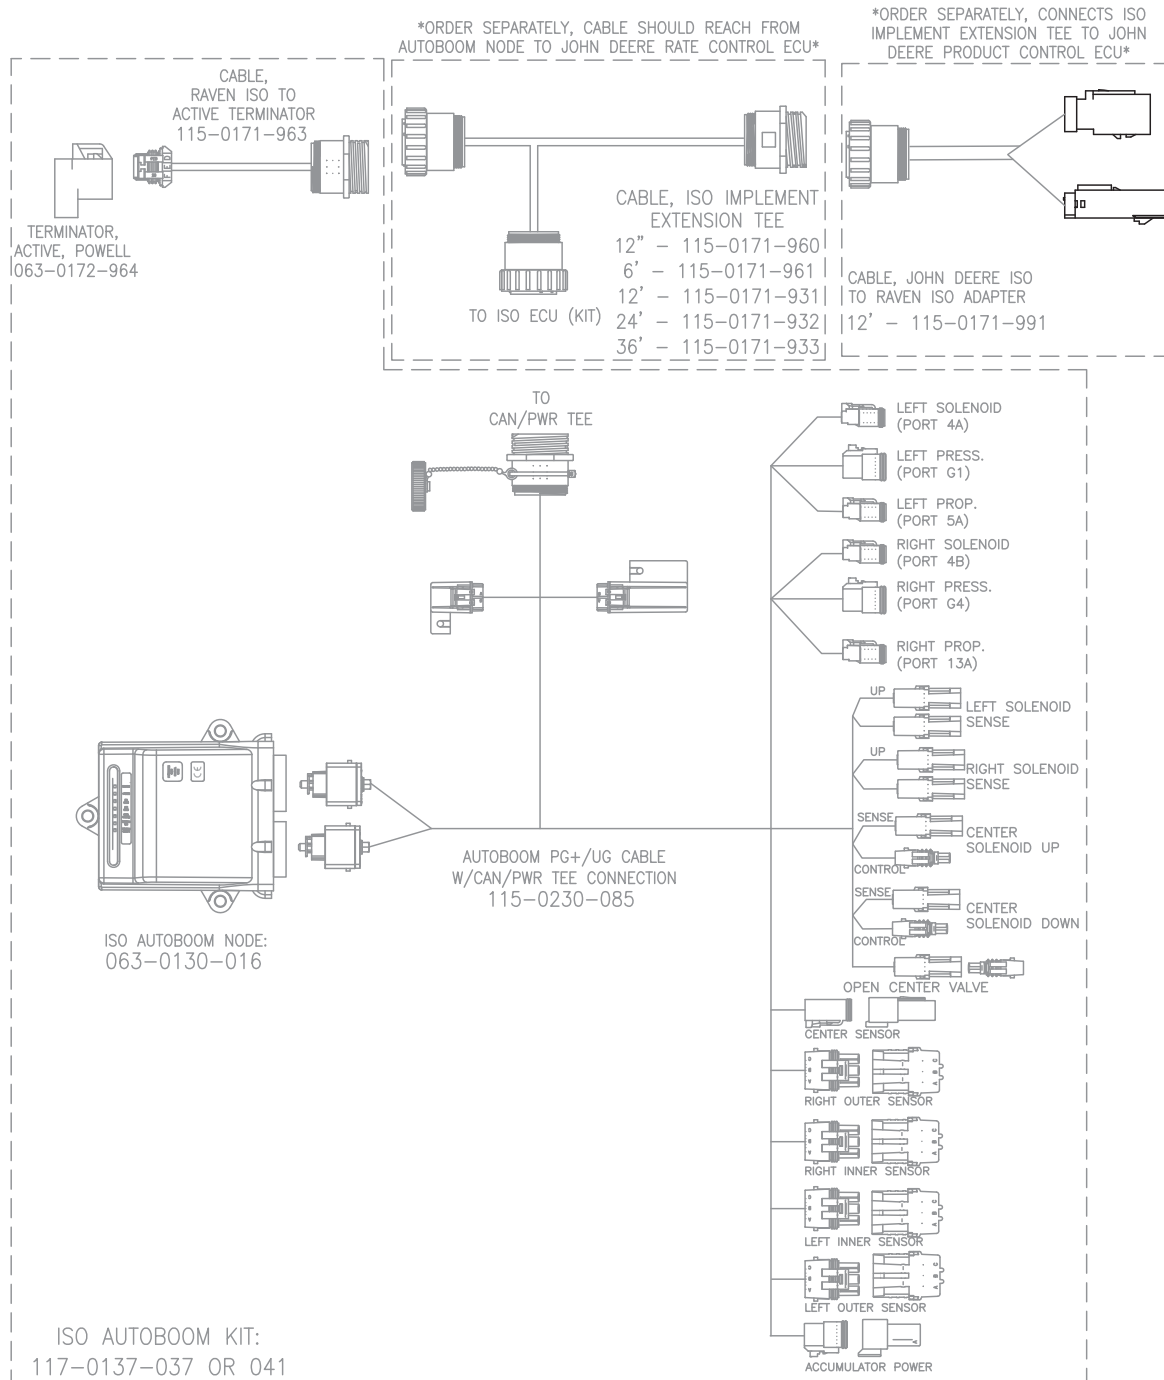 *ORDER SEPARATELY, CABLE SHOULD REACH FROM
AUTOBOOM NODE TO JOHN DEERE RATE CONTROL ECU*
*ORDER SEPARATELY, CONNECTS ISO
IMPLEMENT EXTENSION TEE TO JOHN
DEERE PRODUCT CONTROL ECU*
CABLE,
RAVEN ISO TO
ACTIVE TERMINATOR
115-0171-963
TERMINATOR,
ACTIVE, POWELL
063-0172-964
CABLE, ISO IMPLEMENT
EXTENSION TEE
12" - 115-0171-960
6' - 115-0171-961
12' - 115-0171-931
24' - 115-0171-932
36' - 115-0171-933
TO ISO ECU (KIT)
CABLE, JOHN DEERE ISO
TO RAVEN ISO ADAPTER
12' - 115-0171-991
TO
CAN/PWR TEE
LEFT SOLENOID
(PORT 4A)
LEFT PRESS.
(PORT G1)
LEFT PROP.
(PORT 5A)
RIGHT SOLENOID
(PORT 4B)
RIGHT PRESS.
(PORT G4)
RIGHT PROP.
(PORT 13A)
UP
LEFT SOLENOID
SENSE
UP
RIGHT SOLENOID
SENSE
SENSE
CENTER
SOLENOID UP
CONTROL
SENSE
CENTER
SOLENOID DOWN
CONTROL
OPEN CENTER VALVE
CE
AUTOBOOM PG+/UG CABLE
W/CAN/PWR TEE CONNECTION
115-0230-085
ISO AUTOBOOM NODE:
063-0130-016
CENTER SENSOR
C
B
A
RIGHT OUTER SENSOR
C
B
A
RIGHT INNER SENSOR
C
B
A
LEFT INNER SENSOR
C
B
A
LEFT OUTER SENSOR
A
ACCUMULATOR POWER
ISO AUTOBOOM KIT:
117-0137-037 OR 041